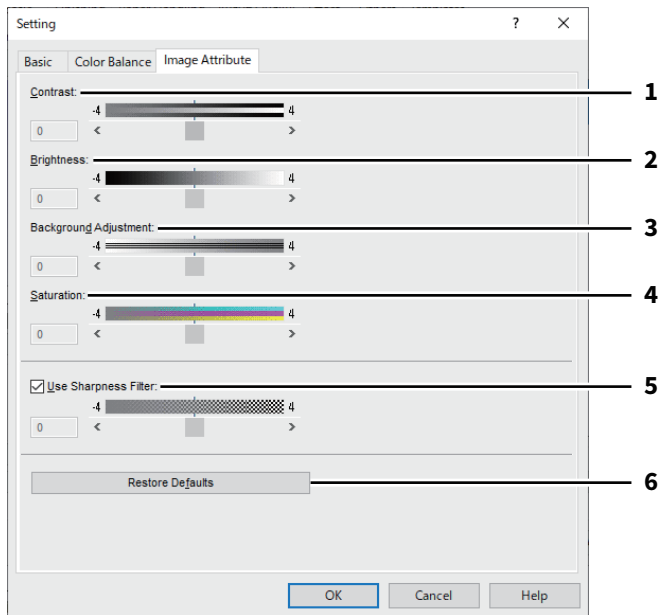 Setting ? ×
Basic Color Balance Image Attribute
Contrast: 1
-4 4
0 < >
Brightness: 2
-4 4
0 < >
Background Adjustment: 3
-4 4
0 < >
Saturation: 4
-4 4
0 < >
Use Sharpness Filter: 5
-4 4
0 < >
Restore Defaults 6
OK Cancel Help